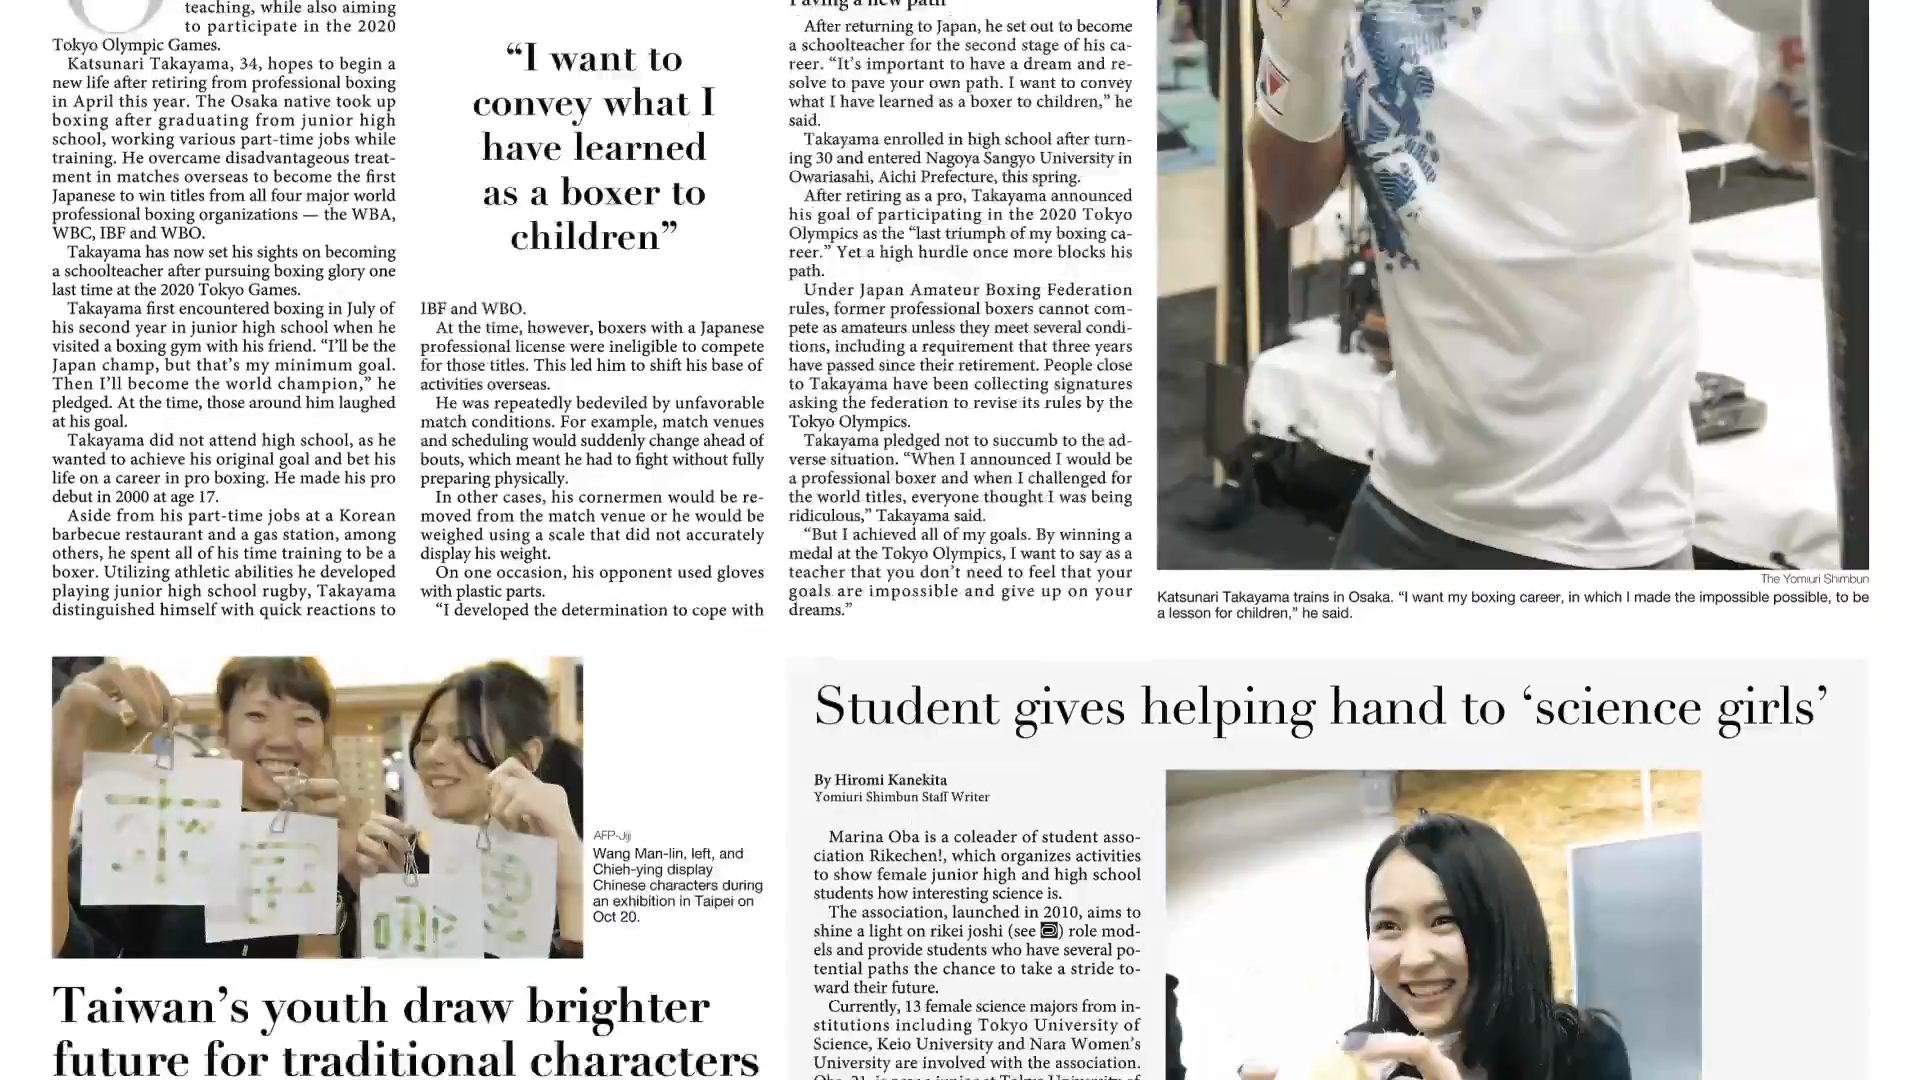 teaching, while also aiming
to participate in the 2020
Tokyo Olympic Games.
Katsunari Takayama, 34, hopes to begin a
new life after retiring from professional boxing
in April this year. The Osaka native took up
boxing after graduating from junior high
school, working various part-time jobs while
training. He overcame disadvantageous treat-
ment in matches overseas to become the first
Japanese to win titles from all four major world
professional boxing organizations — the WBA,
WBC, IBF and WBO.
Takayama has now set his sights on becoming
a schoolteacher after pursuing boxing glory one
last time at the 2020 Tokyo Games.
Takayama first encountered boxing in July of
his second year in junior high school when he
visited a boxing gym with his friend. “I’ll be the
Japan champ, but that’s my minimum goal.
Then I’ll become the world champion,” he
pledged. At the time, those around him laughed
at his goal.
Takayama did not attend high school, as he
wanted to achieve his original goal and bet his
life on a career in pro boxing. He made his pro
debut in 2000 at age 17.
Aside from his part-time jobs at a Korean
barbecue restaurant and a gas station, among
others, he spent all of his time training to be a
boxer. Utilizing athletic abilities he developed
playing junior high school rugby, Takayama
distinguished himself with quick reactions to
“I want to
convey what I
have learned
as a boxer to
children”
IBF and WBO.
At the time, however, boxers with a Japanese
professional license were ineligible to compete
for those titles. This led him to shift his base of
activities overseas.
He was repeatedly bedeviled by unfavorable
match conditions. For example, match venues
and scheduling would suddenly change ahead of
bouts, which meant he had to fight without fully
preparing physically.
In other cases, his cornermen would be re-
moved from the match venue or he would be
weighed using a scale that did not accurately
display his weight.
On one occasion, his opponent used gloves
with plastic parts.
“I developed the determination to cope with
Paving a new path
After returning to Japan, he set out to become
a schoolteacher for the second stage of his ca-
reer. “It’s important to have a dream and re-
solve to pave your own path. I want to convey
what I have learned as a boxer to children,” he
said.
Takayama enrolled in high school after turn-
ing 30 and entered Nagoya Sangyo University in
Owariasahi, Aichi Prefecture, this spring.
After retiring as a pro, Takayama announced
his goal of participating in the 2020 Tokyo
Olympics as the “last triumph of my boxing ca-
reer.” Yet a high hurdle once more blocks his
path.
Under Japan Amateur Boxing Federation
rules, former professional boxers cannot com-
pete as amateurs unless they meet several condi-
tions, including a requirement that three years
have passed since their retirement. People close
to Takayama have been collecting signatures
asking the federation to revise its rules by the
Tokyo Olympics.
Takayama pledged not to succumb to the ad-
verse situation. “When I announced I would be
a professional boxer and when I challenged for
the world titles, everyone thought I was being
ridiculous,” Takayama said.
“But I achieved all of my goals. By winning a
medal at the Tokyo Olympics, I want to say as a
teacher that you don’t need to feel that your
goals are impossible and give up on your
dreams.”
The Yomiuri Shimbun
Katsunari Takayama trains in Osaka. “I want my boxing career, in which I made the impossible possible, to be
a lesson for children,” he said.
AFP-Jiji
Wang Man-lin, left, and
Chieh-ying display
Chinese characters during
an exhibition in Taipei on
Oct 20.
Taiwan’s youth draw brighter
future for traditional characters
Student gives helping hand to ‘science girls’
By Hiromi Kanekita
Yomiuri Shimbun Staff Writer
Marina Oba is a coleader of student asso-
ciation Rikechen!, which organizes activities
to show female junior high and high school
students how interesting science is.
The association, launched in 2010, aims to
shine a light on rikei joshi (see ) role mod-
els and provide students who have several po-
tential paths the chance to take a stride to-
ward their future.
Currently, 13 female science majors from in-
stitutions including Tokyo University of
Science, Keio University and Nara Women’s
University are involved with the association.